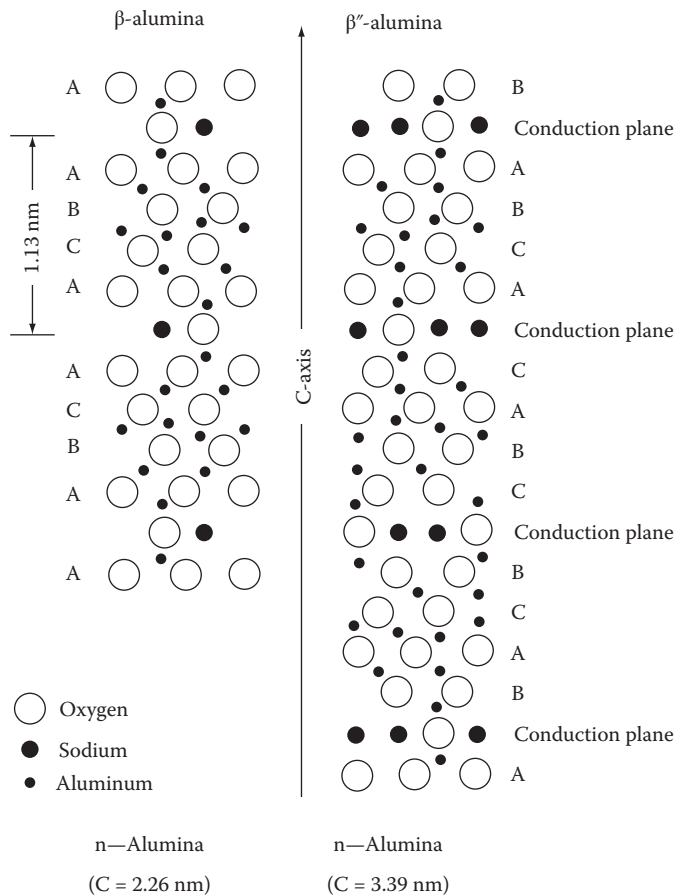 β-alumina
β″-alumina
A
B
Conduction plane
A
A
B
B
C
C
1.13 nm
A
A
Conduction plane
A
C
C-axis
C
A
B
B
A
C
Conduction plane
A
B
C
A
Oxygen
B
Sodium
Conduction plane
Aluminum
A
n—Alumina
n—Alumina
(C = 2.26 nm)
(C = 3.39 nm)